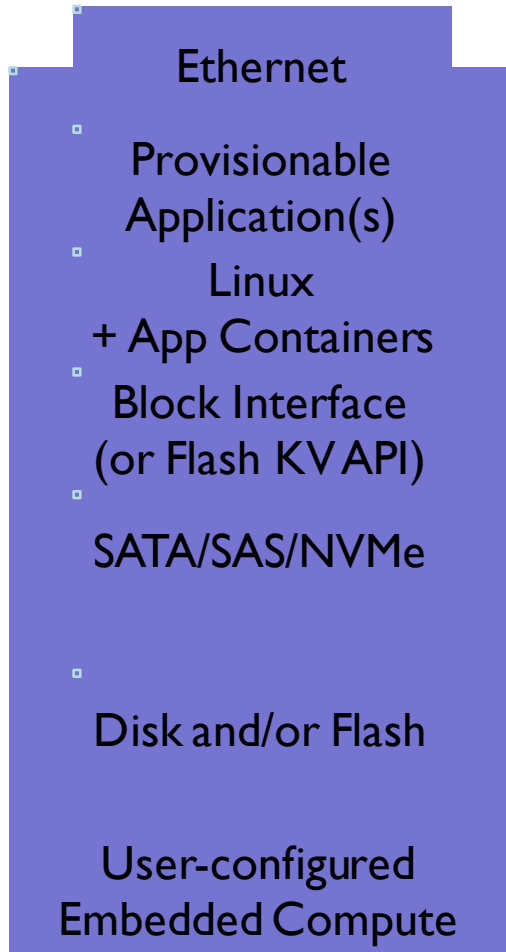 Ethernet
Provisionable
Application(s)
Linux
+ App Containers
Block Interface
(or Flash KV API)
SATA/SAS/NVMe
Disk and/or Flash
User-configured
Embedded Compute